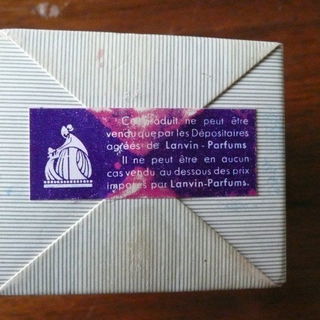 Ce produit ne peut être
vendu que par les Dépositaires
agréés de Lanvin-Parfums.
Il ne peut être en aucun
cas vendu au dessous des prix
imposés par Lanvin-Parfums.